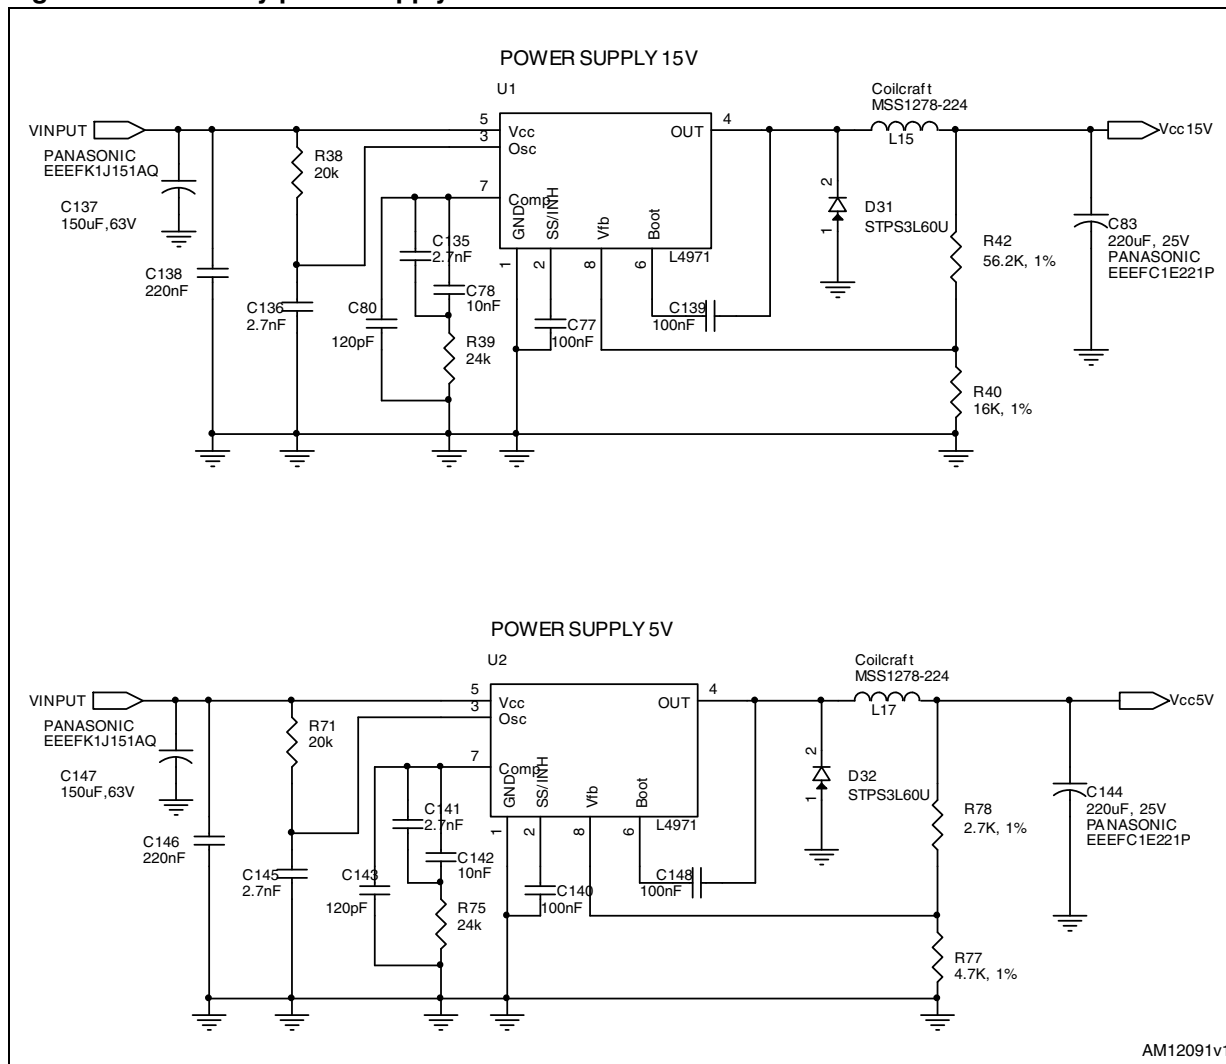 POWER SUPPLY 15V
U1
Coilcraft
MSS1278-224
VINPUT
5
3
Vcc
Osc
OUT
4
L15
Vcc15V
PANASONIC
EEEFK1J151AQ
R38
20k
7
Comp
GND
SS/INH
Vfb
Boot
L4971
2
1
D31
STPS3L60U
C137
150uF,63V
C83
220uF, 25V
PANASONIC
EEEFC1E221P
R42
56.2K, 1%
C135
2.7nF
1
2
8
6
C138
220nF
C78
10nF
C136
2.7nF
C80
120pF
C77
100nF
C139
100nF
R39
24k
R40
16K, 1%
POWER SUPPLY 5V
U2
Coilcraft
MSS1278-224
VINPUT
5
3
Vcc
Osc
OUT
4
L17
Vcc5V
PANASONIC
EEEFK1J151AQ
R71
20k
7
Comp
GND
SS/INH
Vfb
Boot
L4971
2
1
D32
STPS3L60U
C147
150uF,63V
C144
220uF, 25V
PANASONIC
EEEFC1E221P
R78
2.7K, 1%
C141
2.7nF
1
2
8
6
C146
220nF
C142
10nF
C145
2.7nF
C143
120pF
C140
100nF
C148
100nF
R75
24k
R77
4.7K, 1%
AM12091v1